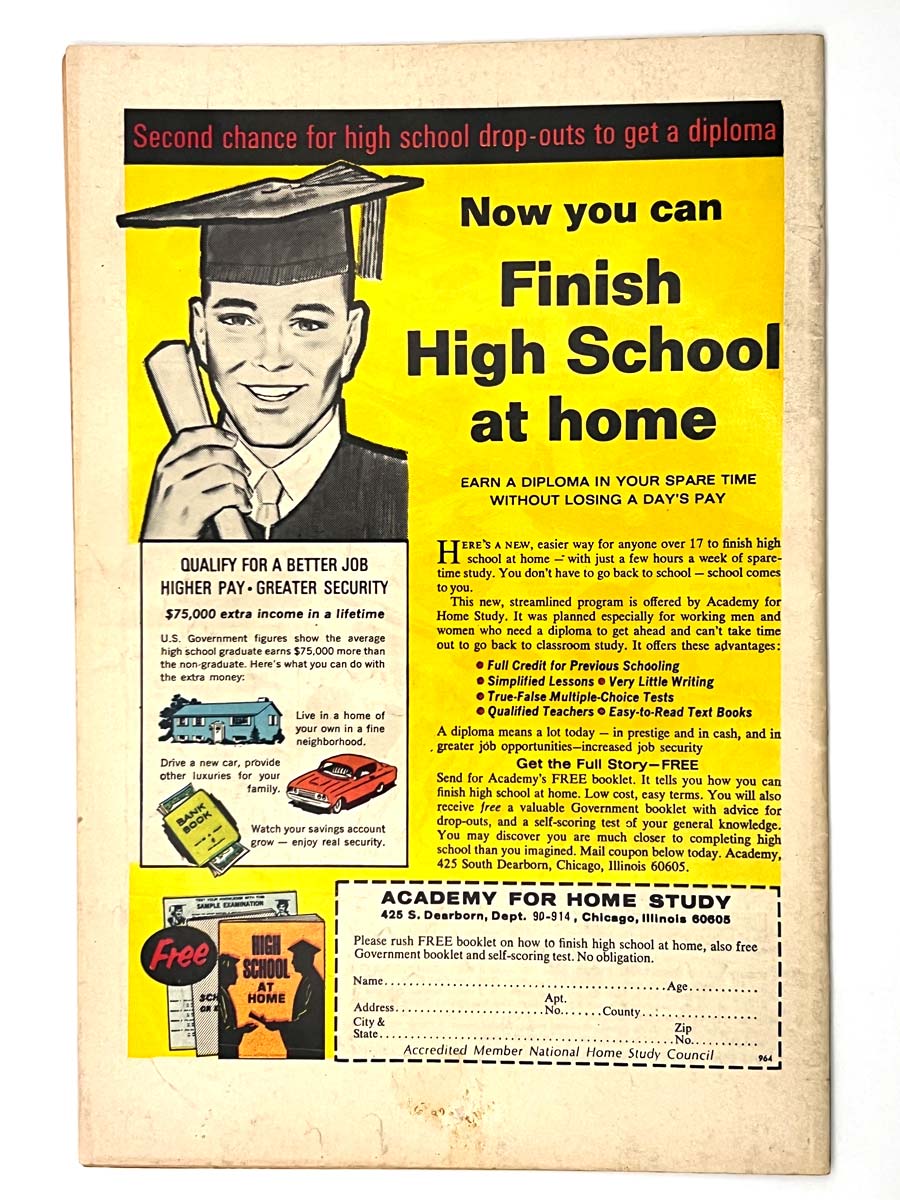 Second chance for high school drop-outs to get a diploma
Now you can
Finish
High School
at home
EARN A DIPLOMA IN YOUR SPARE TIME
WITHOUT LOSING A DAY'S PAY
QUALIFY FOR A BETTER JOB
HIGHER PAY • GREATER SECURITY
$75,000 extra income in a lifetime
U.S. Government figures show the average
high school graduate earns $75,000 more than
the non-graduate. Here's what you can do with
the extra money:
Live in a home of
your own in a fine
neighborhood.
Drive a new car, provide
other luxuries for your
family.
BANK
BOOK
Watch your savings account
grow — enjoy real security.
HERE'S A NEW, easier way for anyone over 17 to finish high
school at home — with just a few hours a week of spare-
time study. You don't have to go back to school — school comes
to you.
This new, streamlined program is offered by Academy for
Home Study. It was planned especially for working men and
women who need a diploma to get ahead and can't take time
out to go back to classroom study. It offers these advantages:
• Full Credit for Previous Schooling
• Simplified Lessons • Very Little Writing
• True-False Multiple-Choice Tests
• Qualified Teachers • Easy-to-Read Text Books
A diploma means a lot today — in prestige and in cash, and in
greater job opportunities—increased job security
Get the Full Story—FREE
Send for Academy's FREE booklet. It tells you how you can
finish high school at home. Low cost, easy terms. You will also
receive free a valuable Government booklet with advice for
drop-outs, and a self-scoring test of your general knowledge.
You may discover you are much closer to completing high
school than you imagined. Mail coupon below today. Academy,
425 South Dearborn, Chicago, Illinois 60605.
TEST YOUR KNOWLEDGE WITH THIS
SAMPLE EXAMINATION
Free
HIGH
SCHOOL
AT
HOME
ACADEMY FOR HOME STUDY
425 S. Dearborn, Dept. 90-914, Chicago, Illinois 60605
Please rush FREE booklet on how to finish high school at home, also free
Government booklet and self-scoring test. No obligation.
Name Age
Apt.
Address No. County
City & Zip
State No.
Accredited Member National Home Study Council 964